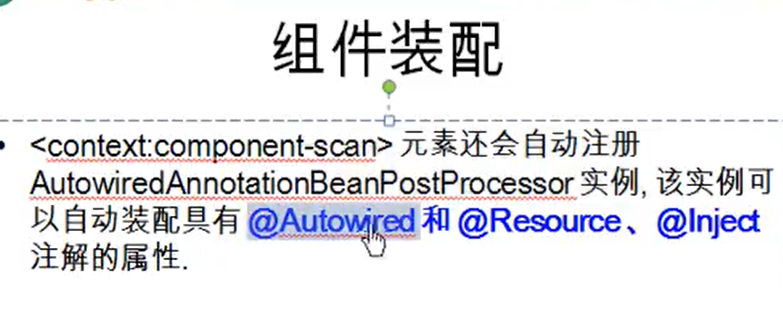 组件装配
• <context:component-scan> 元素还会自动注册
AutowiredAnnotationBeanPostProcessor 实例, 该实例可
以自动装配具有 @Autowired 和 @Resource 、@Inject
注解的属性.